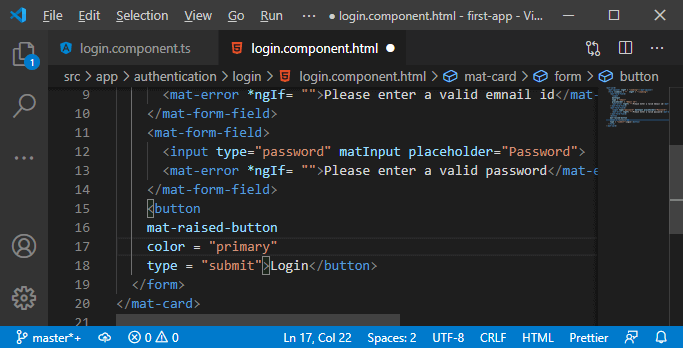 File Edit Selection View Go Run ··· ● login.component.html - first-app - Vi...
login.component.ts login.component.html ●
src > app > authentication > login > login.component.html > mat-card > form > button
9 <mat-error *ngIf= "">Please enter a valid emnail id</mat-
10 </mat-form-field>
11 <mat-form-field>
12 <input type="password" matInput placeholder="Password">
13 <mat-error *ngIf= "">Please enter a valid password</mat-e
14 </mat-form-field>
15 <button
16 mat-raised-button
17 color = "primary"
18 type = "submit">Login</button>
19 </form>
20 </mat-card>
21
1
master*+ 0 0 Ln 17, Col 22 Spaces: 2 UTF-8 CRLF HTML Prettier